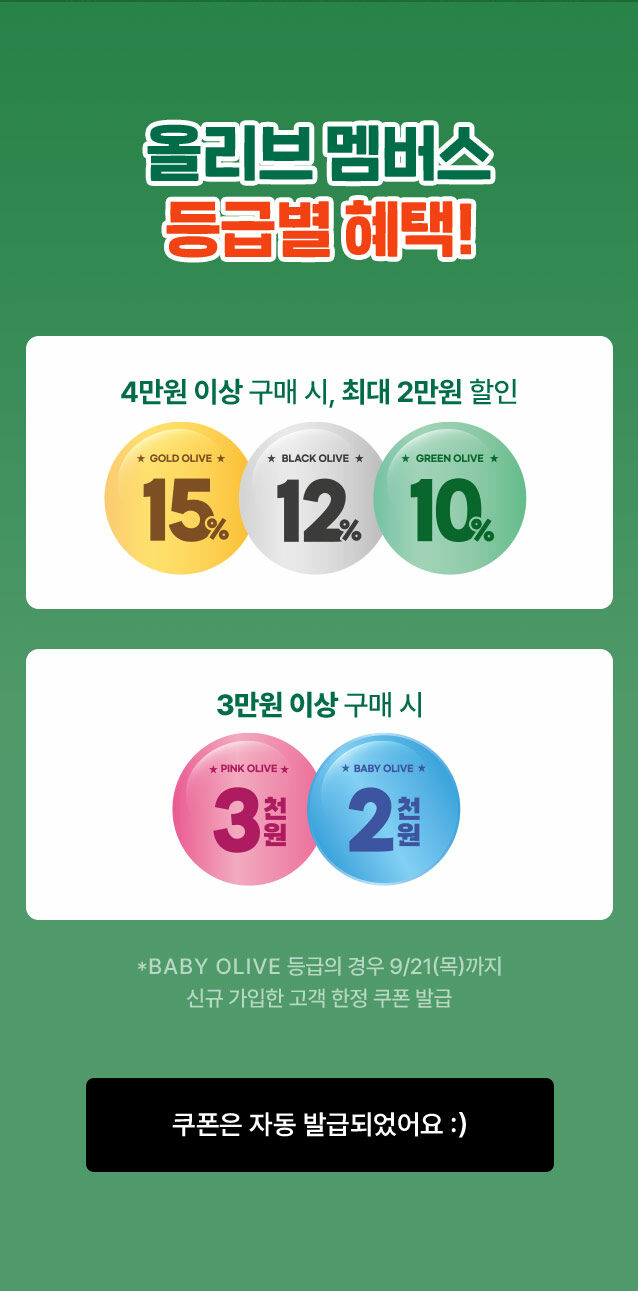 올리브 멤버스
등급별 혜택!
4만원 이상 구매 시, 최대 2만원 할인
★ GOLD OLIVE ★
15%
★ BLACK OLIVE ★
12%
★ GREEN OLIVE ★
10%
3만원 이상 구매 시
★ PINK OLIVE ★
3천원
★ BABY OLIVE ★
2천원
*BABY OLIVE 등급의 경우 9/21(목)까지
신규 가입한 고객 한정 쿠폰 발급
쿠폰은 자동 발급되었어요 :)